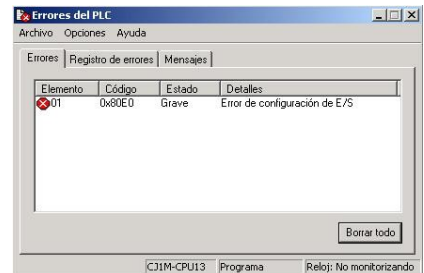 Errores del PLC
Archivo Opciones Ayuda
Errores Registro de errores Mensajes
Elemento Código Estado Detalles
01 0x80E0 Grave Error de configuración de E/S
Borrar todo
CJ1M-CPU13 Programa Reloj: No monitorizando